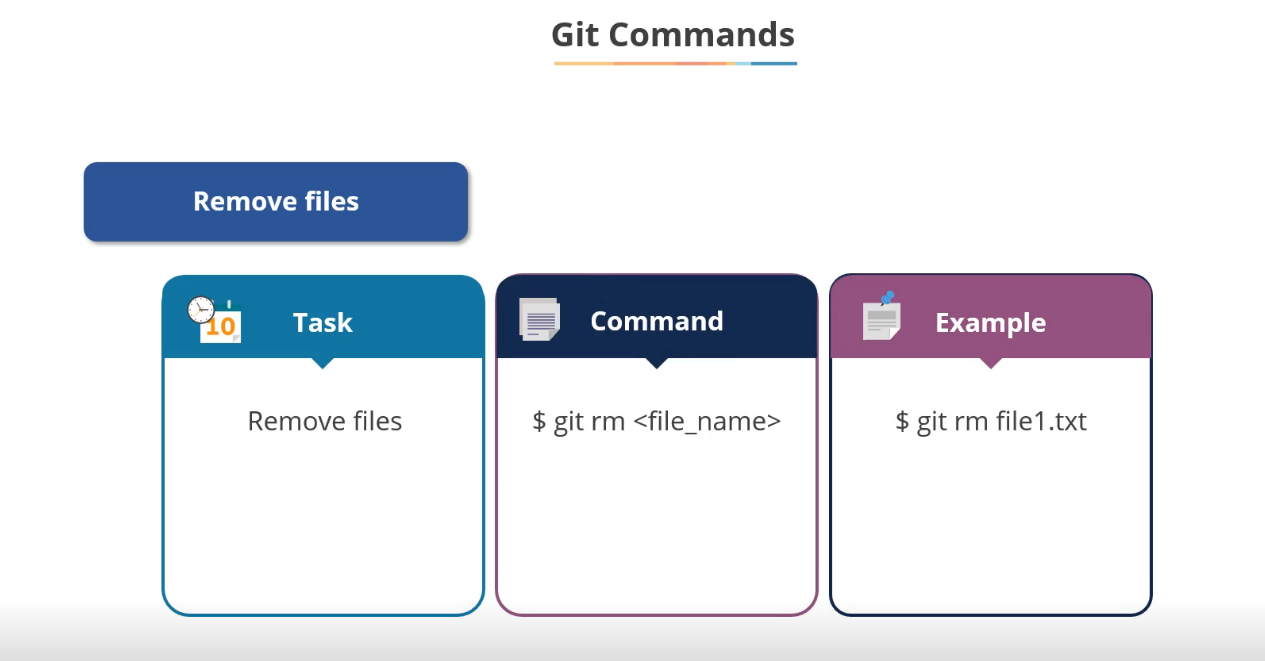 Git Commands
Remove files
10
Task
Command
Example
Remove files
$ git rm <file_name>
$ git rm file1.txt